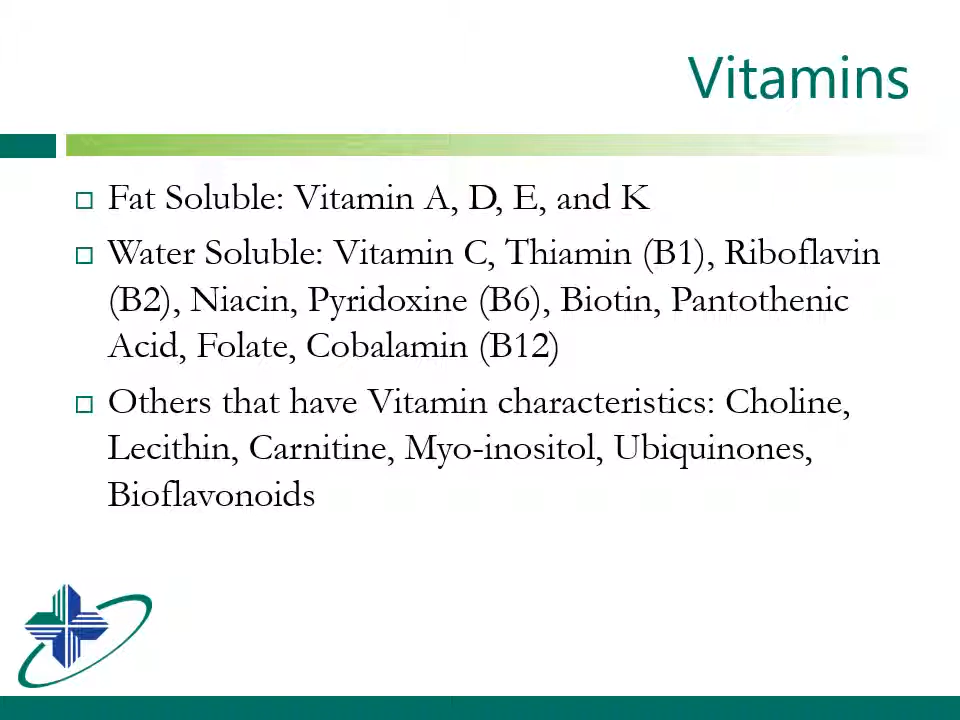 Vitamins
Fat Soluble: Vitamin A, D, E, and K
Water Soluble: Vitamin C, Thiamin (B1), Riboflavin
(B2), Niacin, Pyridoxine (B6), Biotin, Pantothenic
Acid, Folate, Cobalamin (B12)
Others that have Vitamin characteristics: Choline,
Lecithin, Carnitine, Myo-inositol, Ubiquinones,
Bioflavonoids